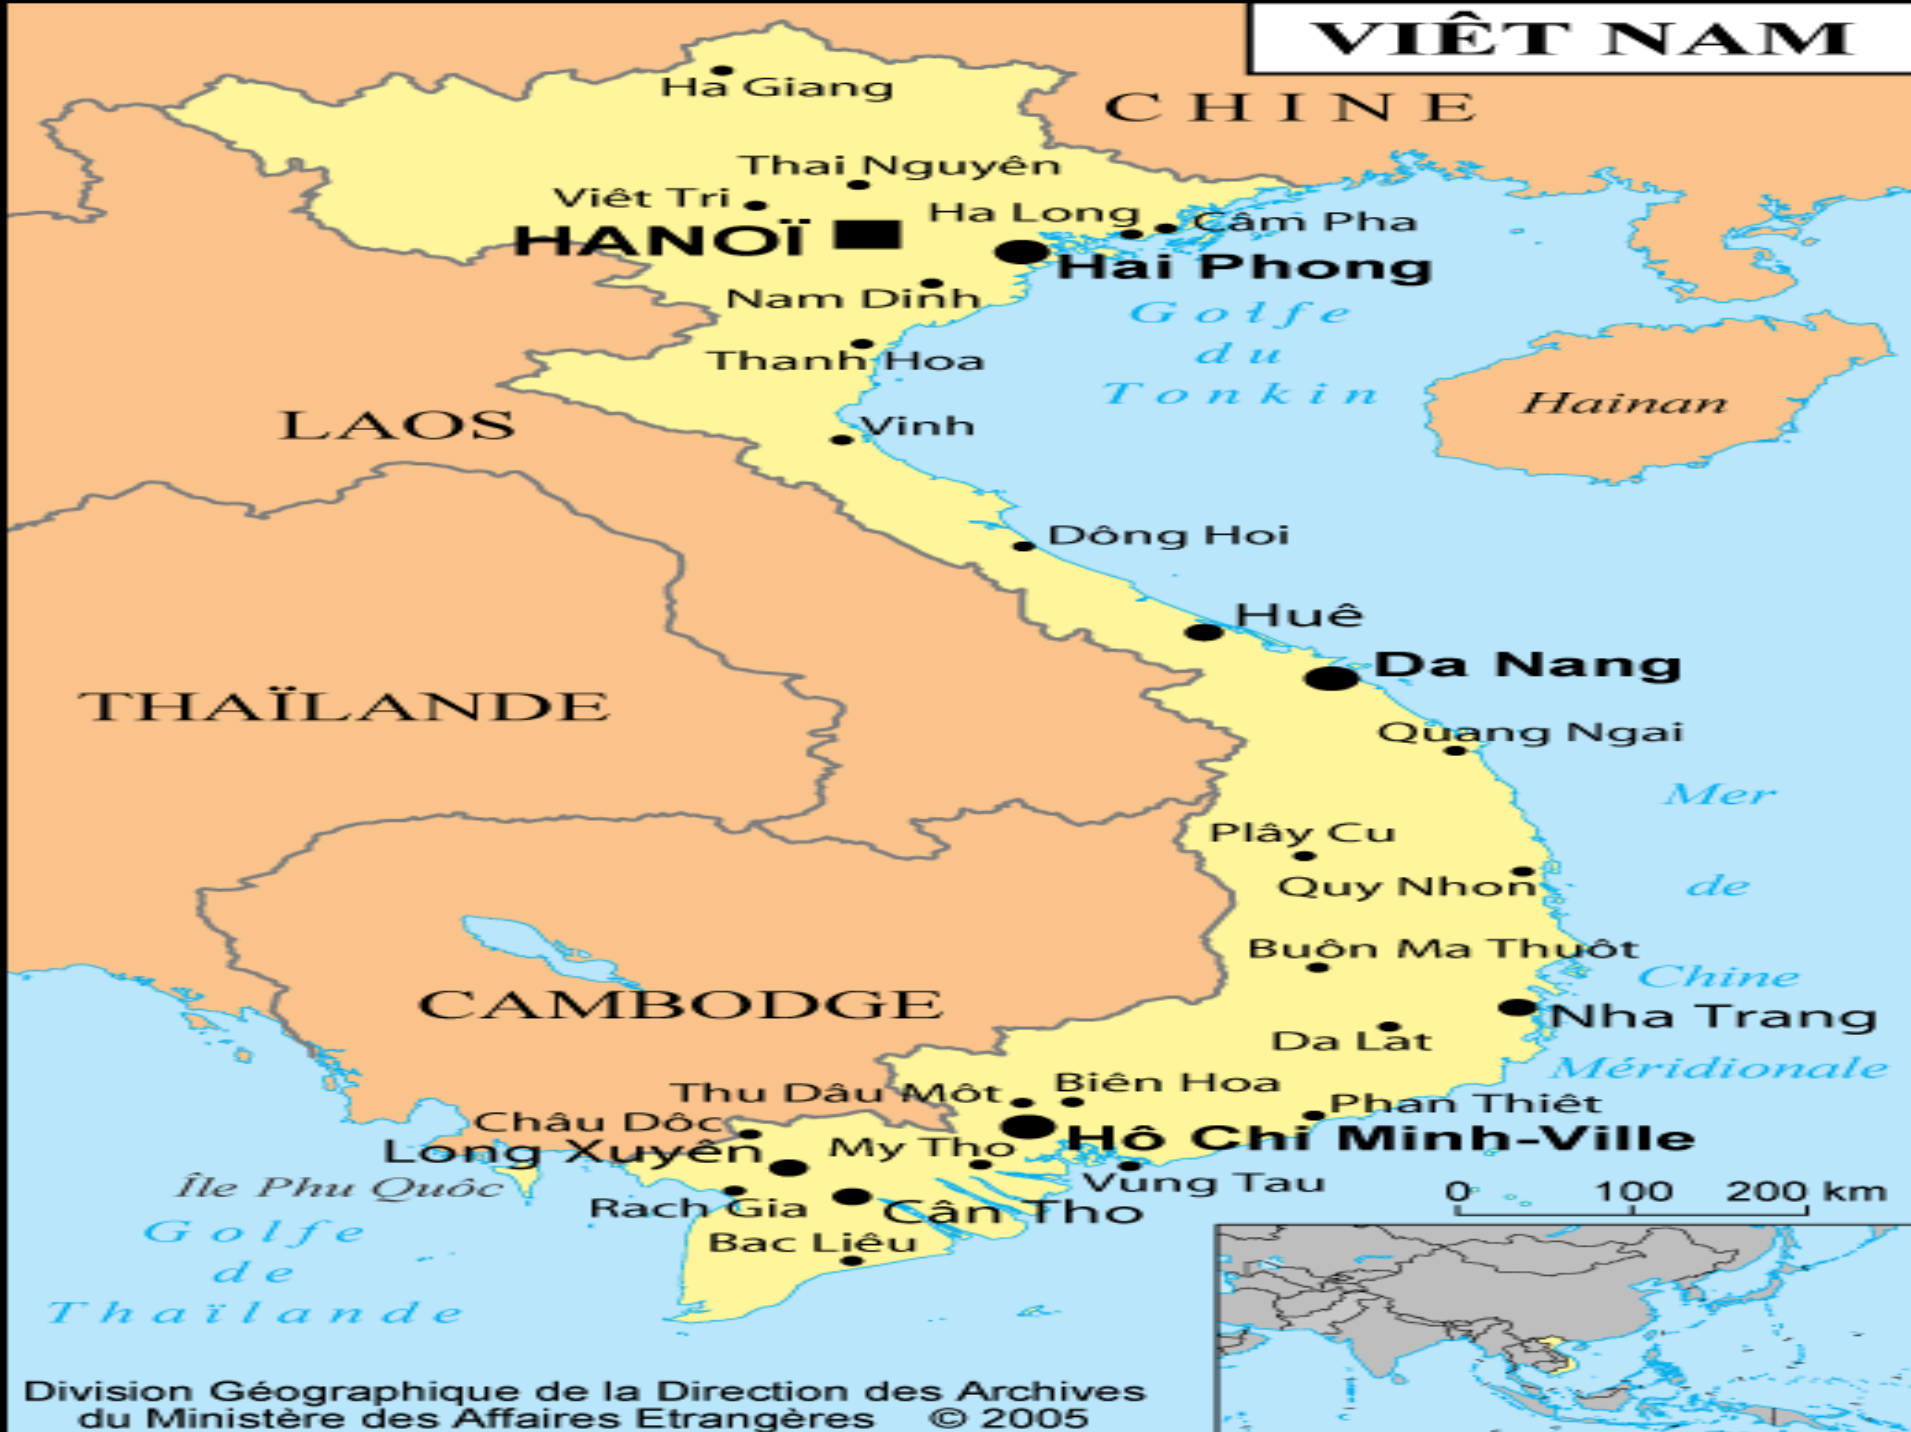 VIÊT NAM
Ha Giang
CHINE
Thai Nguyên
Viêt Tri
Ha Long
Câm Pha
HANOÏ
Hai Phong
Nam Dinh
Golfe
du
Tonkin
Thanh Hoa
Hainan
LAOS
Vinh
Dông Hoi
Huê
Da Nang
THAÏLANDE
Quang Ngai
Mer
de
Chine
Méridionale
Plây Cu
Quy Nhon
Buôn Ma Thuôt
CAMBODGE
Nha Trang
Da Lat
Thu Dâu Môt
Biên Hoa
Phan Thiêt
Châu Dôc
Hô Chi Minh-Ville
Long Xuyên
My Tho
Île Phu Quôc
Vung Tau
Rach Gia
Cân Tho
0 100 200 km
Golfe
de
Thaïlande
Bac Liêu
Division Géographique de la Direction des Archives
du Ministère des Affaires Etrangères © 2005